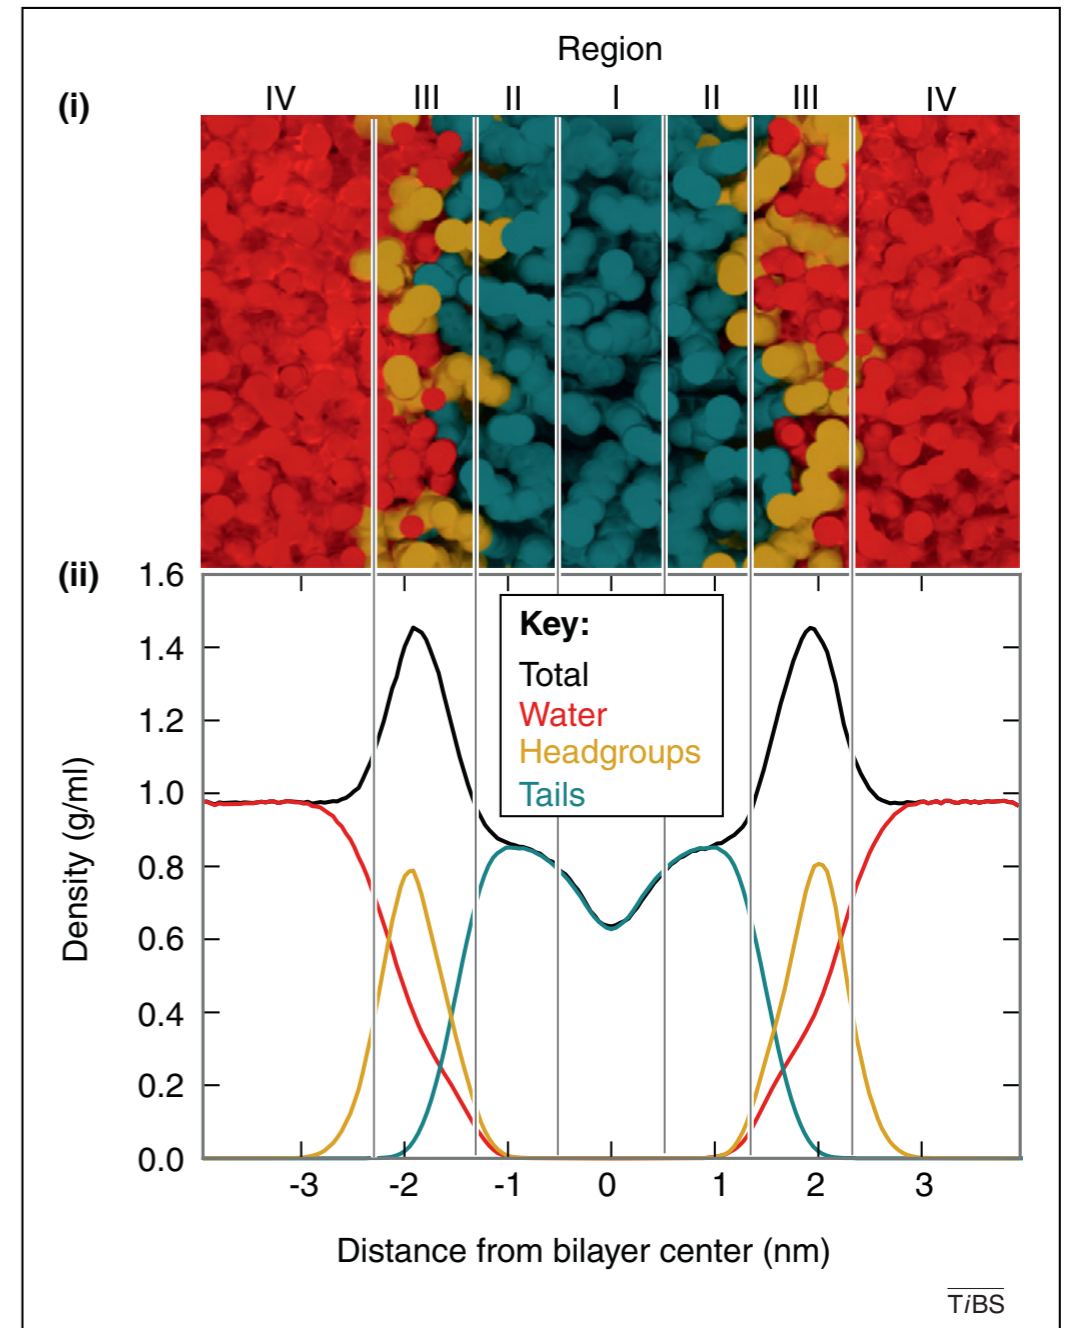 Region
(i)
IV III II I II III IV
(ii)
1.6
1.4
1.2
1.0
0.8
0.6
0.4
0.2
0.0
Density (g/ml)
Key:
Total
Water
Headgroups
Tails
-3 -2 -1 0 1 2 3
Distance from bilayer center (nm)
TiBS